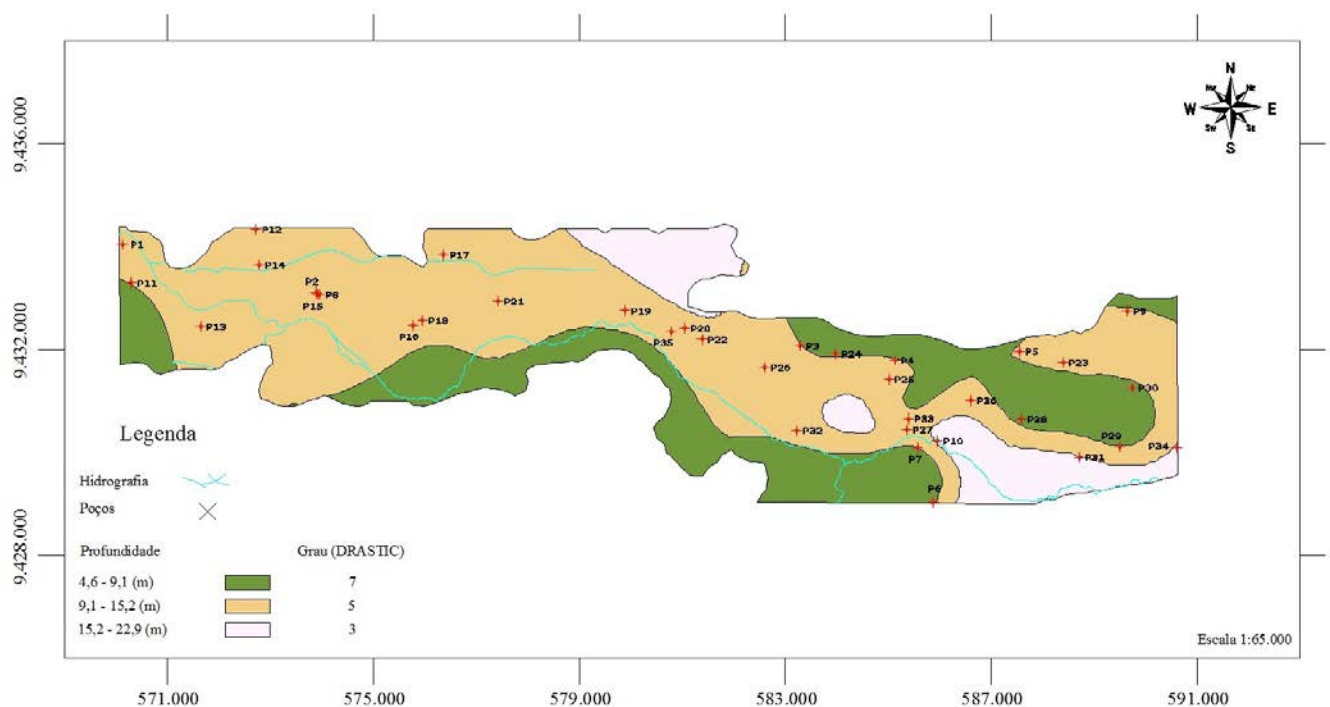 N
Nw
Ne
W
E
Sw
Se
S
9.436.000
9.432.000
9.428.000
P1
P12
P14
P17
P11
P2
P8
P15
P13
P21
P18
P16
P19
P20
P35
P22
P3
P24
P4
P25
P26
P5
P9
P23
P30
P36
P28
P33
P27
P10
P32
P7
P29
P34
P31
P6
Legenda
Hidrografia
Poços
Profundidade Grau (DRASTIC)
4,6 - 9,1 (m) 7
9,1 - 15,2 (m) 5
15,2 - 22,9 (m) 3
Escala 1:65.000
571.000 575.000 579.000 583.000 587.000 591.000